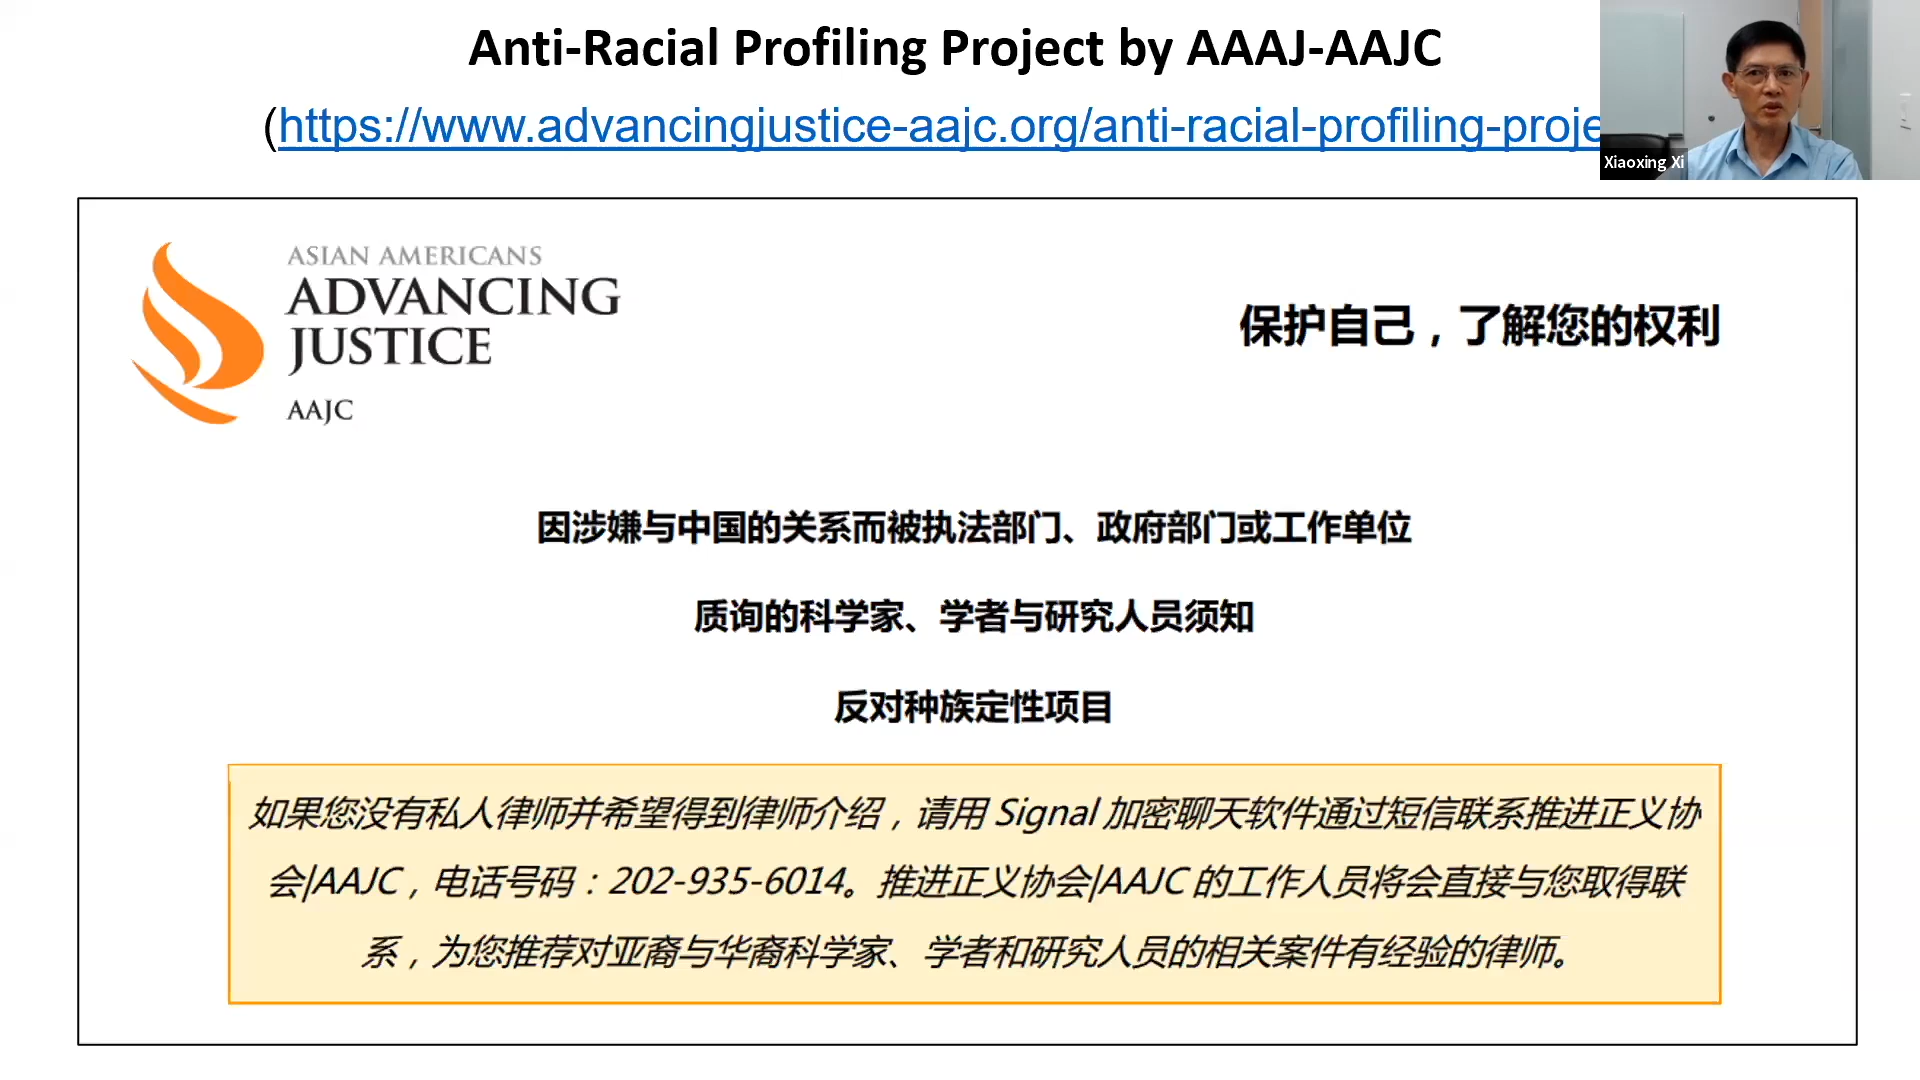 Anti-Racial Profiling Project by AAAJ-AAJC
(https://www.advancingjustice-aajc.org/anti-racial-profiling-proje
Xiaoxing Xi
ASIAN AMERICANS
ADVANCING
JUSTICE
AAJC
保护自己，了解您的权利
因涉嫌与中国的关系而被执法部门、政府部门或工作单位
质询的科学家、学者与研究人员须知
反对种族定性项目
如果您没有私人律师并希望得到律师介绍，请用 Signal 加密聊天软件通过短信联系推进正义协
会|AAJC，电话号码：202-935-6014。推进正义协会|AAJC 的工作人员将会直接与您取得联
系，为您推荐对亚裔与华裔科学家、学者和研究人员的相关案件有经验的律师。